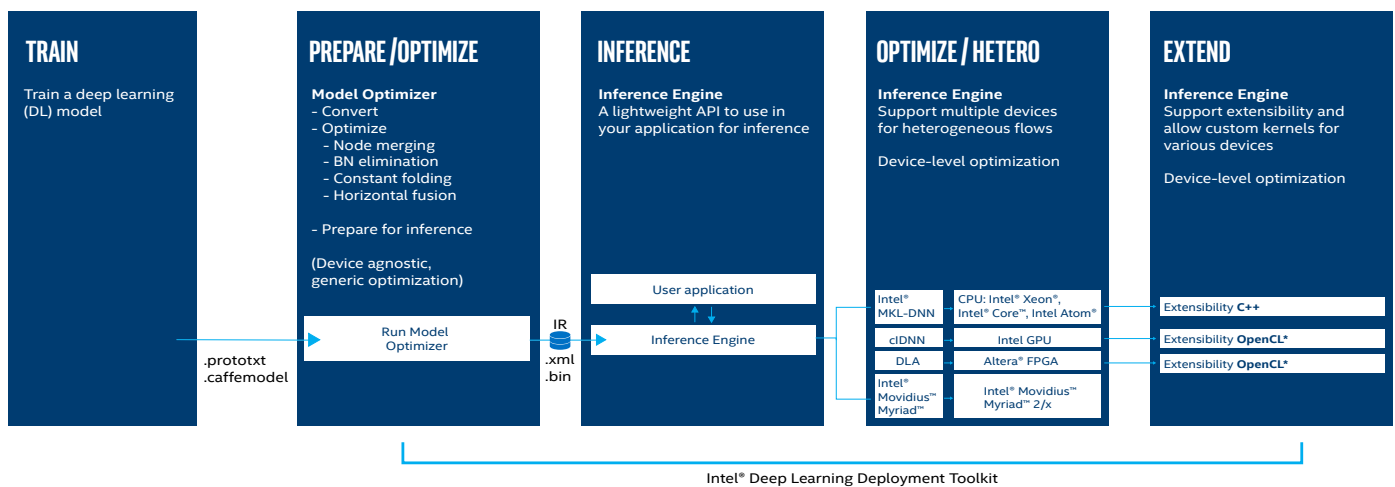 TRAIN
Train a deep learning
(DL) model
.prototxt
.caffemodel
PREPARE/OPTIMIZE
Model Optimizer
- Convert
- Optimize
- Node merging
- BN elimination
- Constant folding
- Horizontal fusion
- Prepare for inference
(Device agnostic,
generic optimization)
Run Model
Optimizer
IR
.xml
.bin
INFERENCE
Inference Engine
A lightweight API to use in
your application for inference
User application
Inference Engine
OPTIMIZE/HETERO
Inference Engine
Support multiple devices
for heterogeneous flows
Device-level optimization
Intel®
MKL-DNN
CPU: Intel® Xeon®,
Intel® Core™, Intel Atom®
clDNN
Intel GPU
DLA
Altera® FPGA
Intel®
Movidius™
Myriad™
Intel® Movidius™
Myriad™ 2/x
EXTEND
Inference Engine
Support extensibility and
allow custom kernels for
various devices
Device-level optimization
Extensibility C++
Extensibility OpenCL*
Extensibility OpenCL*
Intel® Deep Learning Deployment Toolkit